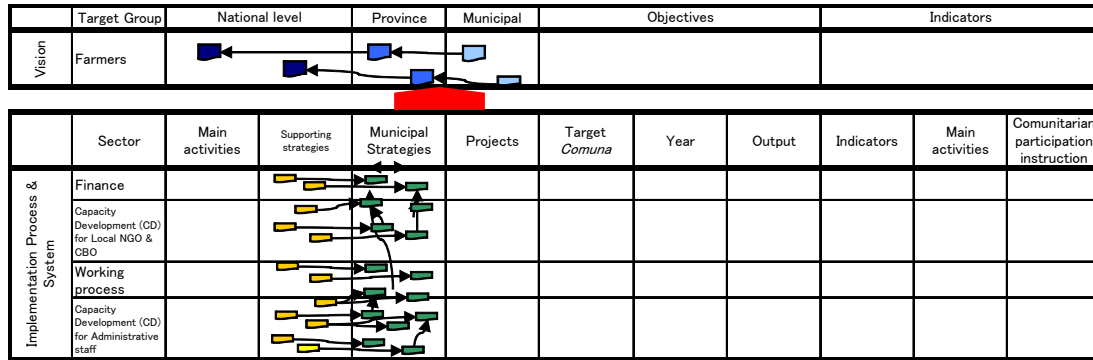 Target Group National level Province Municipal Objectives Indicators
Vision
Farmers
Sector
Main
activities
Supporting
strategies
Municipal
Strategies
Projects
Target
Comuna
Year
Output
Indicators
Main
activities
Comunitarian
participation
instruction
Implementation Process &
System
Finance
Capacity
Development (CD)
for Local NGO &
CBO
Working
process
Capacity
Development (CD)
for Administrative
staff